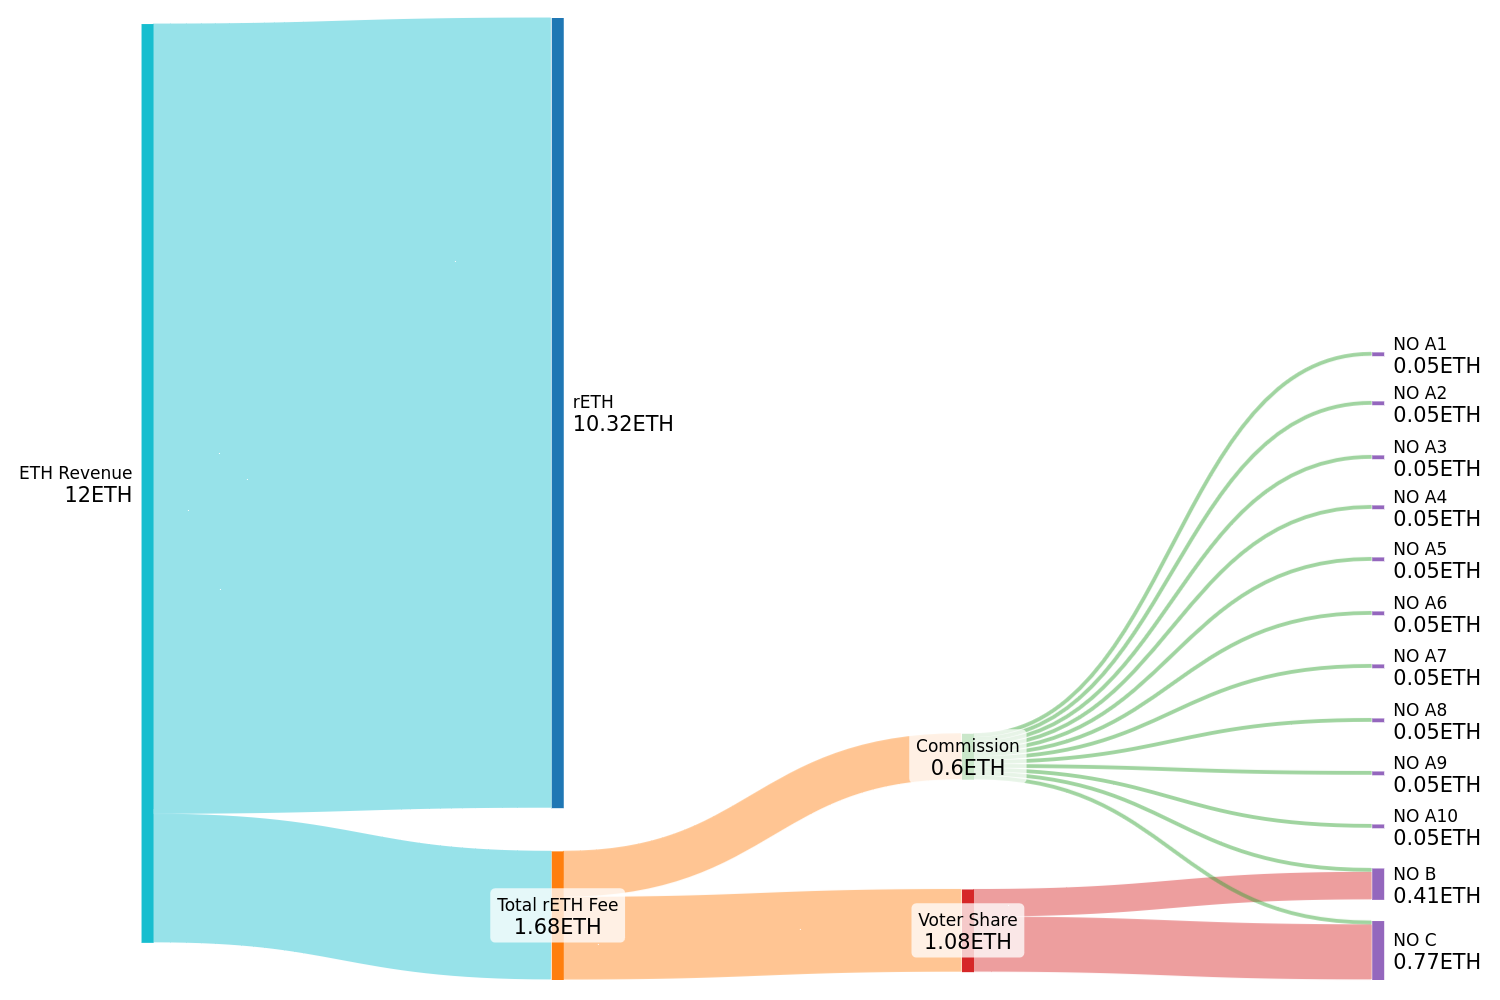 ETH Revenue
12ETH
rETH
10.32ETH
Total rETH Fee
1.68ETH
Commission
0.6ETH
Voter Share
1.08ETH
NO A1
0.05ETH
NO A2
0.05ETH
NO A3
0.05ETH
NO A4
0.05ETH
NO A5
0.05ETH
NO A6
0.05ETH
NO A7
0.05ETH
NO A8
0.05ETH
NO A9
0.05ETH
NO A10
0.05ETH
NO B
0.41ETH
NO C
0.77ETH